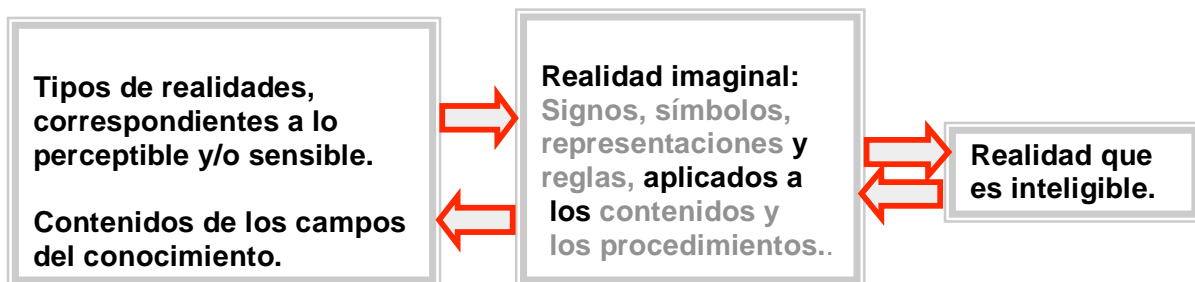 Tipos de realidades,
correspondientes a lo
perceptible y/o sensible.
Contenidos de los campos
del conocimiento.
Realidad imaginal:
Signos, símbolos,
representaciones y
reglas, aplicados a
los contenidos y
los procedimientos..
Realidad que
es inteligible.